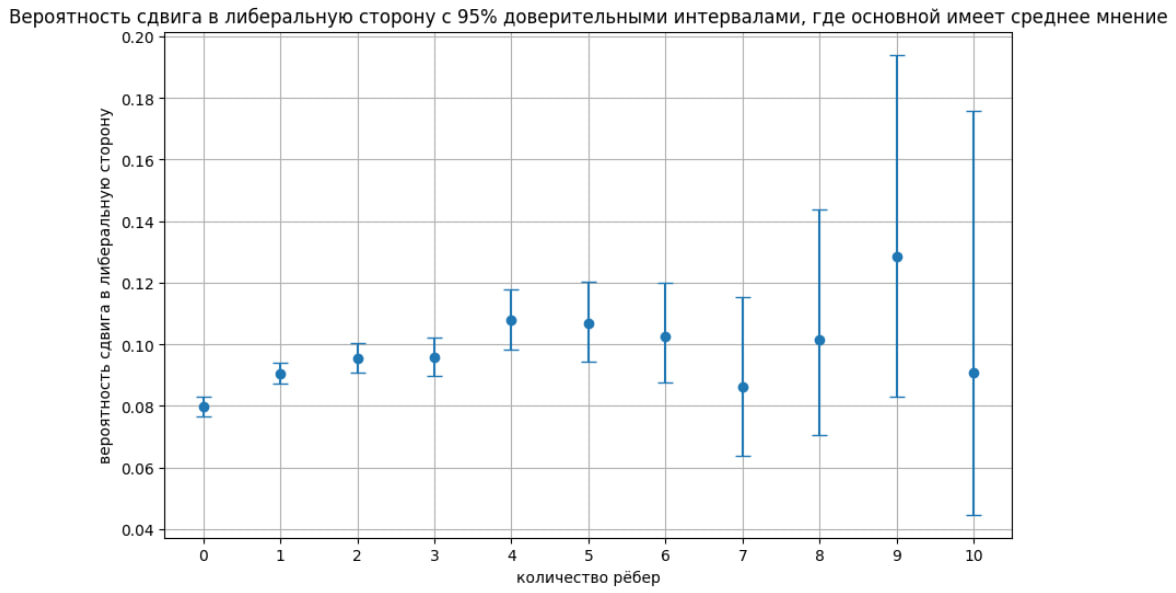 Вероятность сдвига в либеральную сторону с 95% доверительными интервалами, где основной имеет среднее мнение
вероятность сдвига в либеральную сторону
0.20
0.18
0.16
0.14
0.12
0.10
0.08
0.06
0.04
0 1 2 3 4 5 6 7 8 9 10
количество рёбер